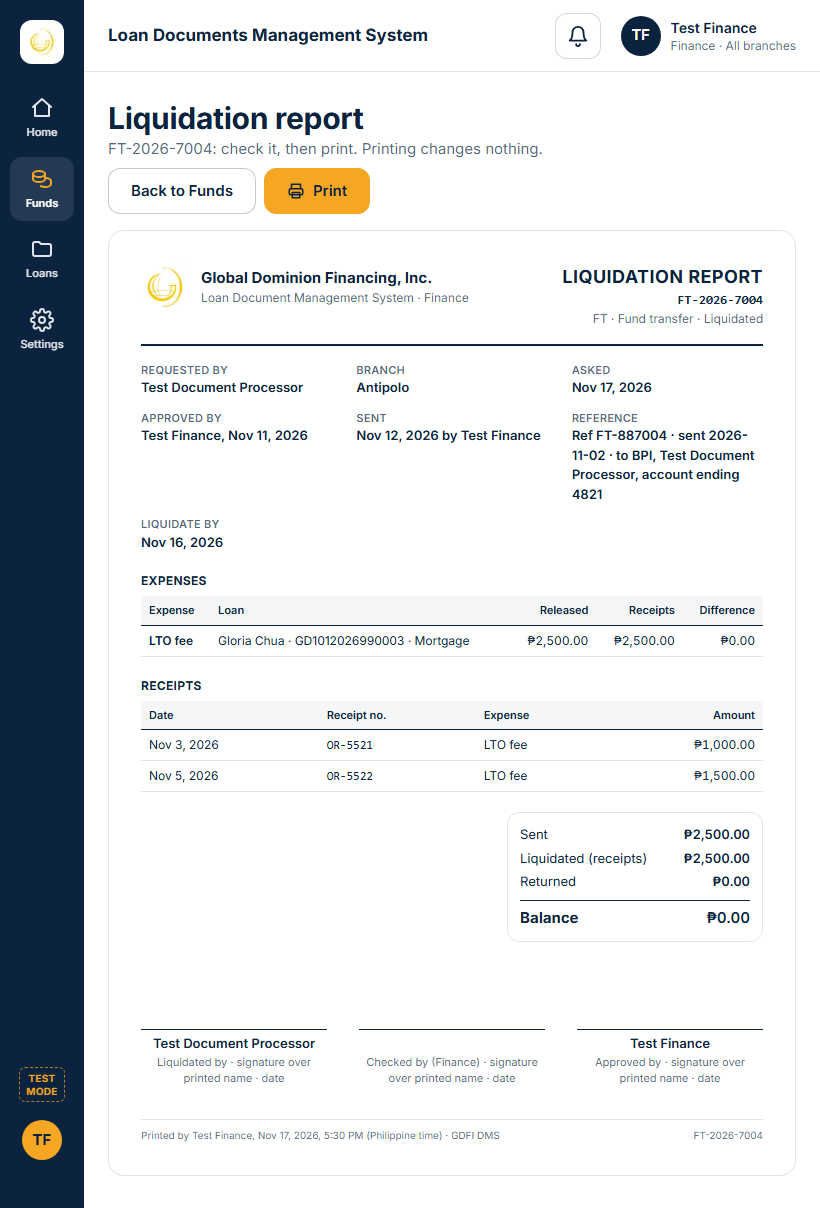 Loan Documents Management System
TF
Test Finance
Finance · All branches
Home
Funds
Loans
Settings
TEST
MODE
TF
Liquidation report
FT-2026-7004: check it, then print. Printing changes nothing.
Back to Funds
Print
Global Dominion Financing, Inc.
Loan Document Management System · Finance
LIQUIDATION REPORT
FT-2026-7004
FT · Fund transfer · Liquidated
REQUESTED BY
Test Document Processor
BRANCH
Antipolo
ASKED
Nov 17, 2026
APPROVED BY
Test Finance, Nov 11, 2026
SENT
Nov 12, 2026 by Test Finance
REFERENCE
Ref FT-887004 · sent 2026-
11-02 · to BPI, Test Document
Processor, account ending
4821
LIQUIDATE BY
Nov 16, 2026
EXPENSES
Expense Loan Released Receipts Difference
LTO fee Gloria Chua · GD1012026990003 · Mortgage ₱2,500.00 ₱2,500.00 ₱0.00
RECEIPTS
Date Receipt no. Expense Amount
Nov 3, 2026 OR-5521 LTO fee ₱1,000.00
Nov 5, 2026 OR-5522 LTO fee ₱1,500.00
Sent ₱2,500.00
Liquidated (receipts) ₱2,500.00
Returned ₱0.00
Balance ₱0.00
Test Document Processor
Liquidated by · signature over
printed name · date
Checked by (Finance) · signature
over printed name · date
Test Finance
Approved by · signature over
printed name · date
Printed by Test Finance, Nov 17, 2026, 5:30 PM (Philippine time) · GDFI DMS
FT-2026-7004